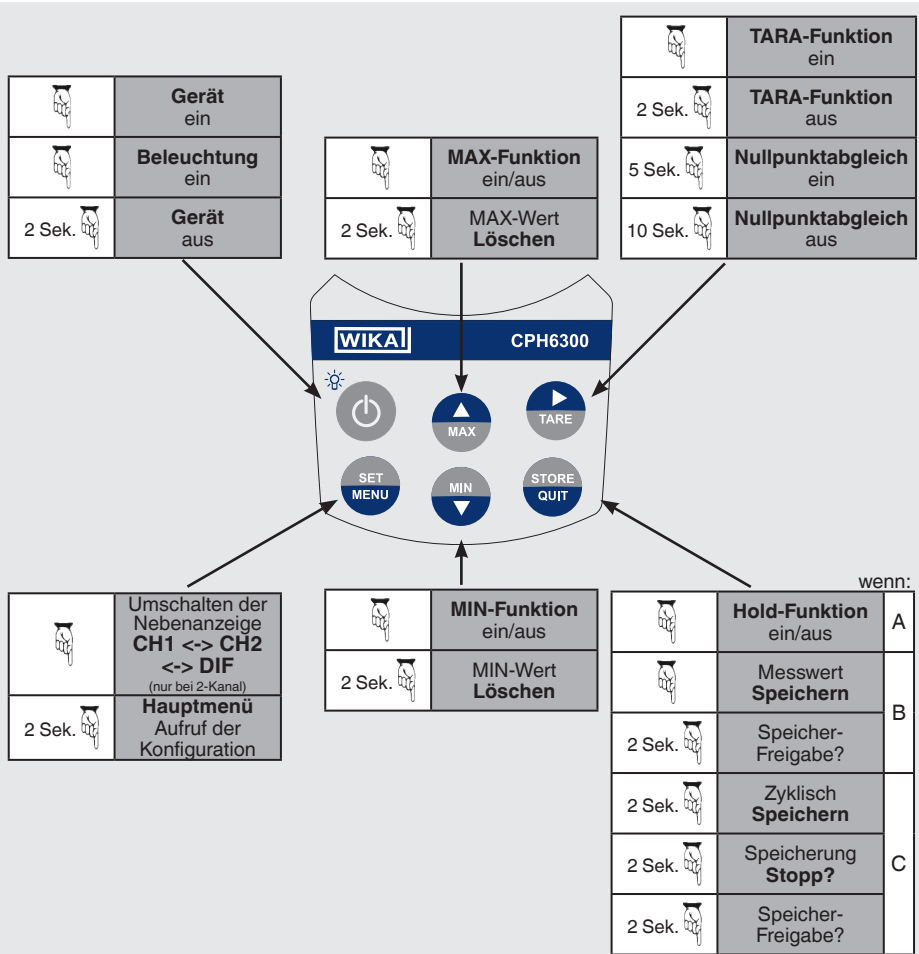 Gerät
ein
Beleuchtung
ein
2 Sek.
Gerät
aus
MAX-Funktion
ein/aus
2 Sek.
MAX-Wert
Löschen
TARA-Funktion
ein
2 Sek.
TARA-Funktion
aus
5 Sek.
Nullpunktabgleich
ein
10 Sek.
Nullpunktabgleich
aus
WIKA
CPH6300
MAX
TARE
SET
MENU
MIN
STORE
QUIT
Umschalten der
Nebenanzeige
CH1 <-> CH2
<-> DIF
(nur bei 2-Kanal)
2 Sek.
Hauptmenü
Aufruf der
Konfiguration
MIN-Funktion
ein/aus
2 Sek.
MIN-Wert
Löschen
wenn:
Hold-Funktion
ein/aus
A
Messwert
Speichern
B
2 Sek.
Speicher-
Freigabe?
2 Sek.
Zyklisch
Speichern
2 Sek.
Speicherung
Stopp?
C
2 Sek.
Speicher-
Freigabe?